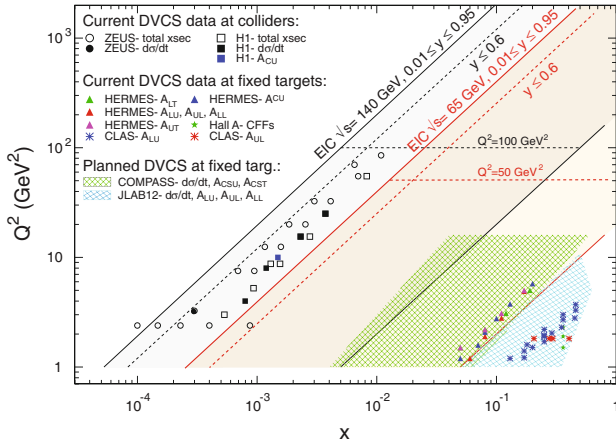 Current DVCS data at colliders:
ZEUS- total xsec
H1- total xsec
ZEUS- dσ/dt
H1- dσ/dt
H1- A_CU
Current DVCS data at fixed targets:
HERMES- A_LT
HERMES- A_CU
HERMES- A_LU, A_UL, A_LL
HERMES- A_UT
Hall A- CFFs
CLAS- A_LU
CLAS- A_UL
Planned DVCS at fixed targ.:
COMPASS- dσ/dt, A_CSU, A_CST
JLAB12- dσ/dt, A_LU, A_UL, A_LL
EIC √s= 140 GeV, 0.01≤ y ≤ 0.95
y ≤ 0.6
EIC √s= 65 GeV, 0.01≤ y ≤ 0.95
y ≤ 0.6
Q²=100 GeV²
Q²=50 GeV²
Q² (GeV²)
10³
10²
10
1
10⁻⁴
10⁻³
10⁻²
10⁻¹
1
x